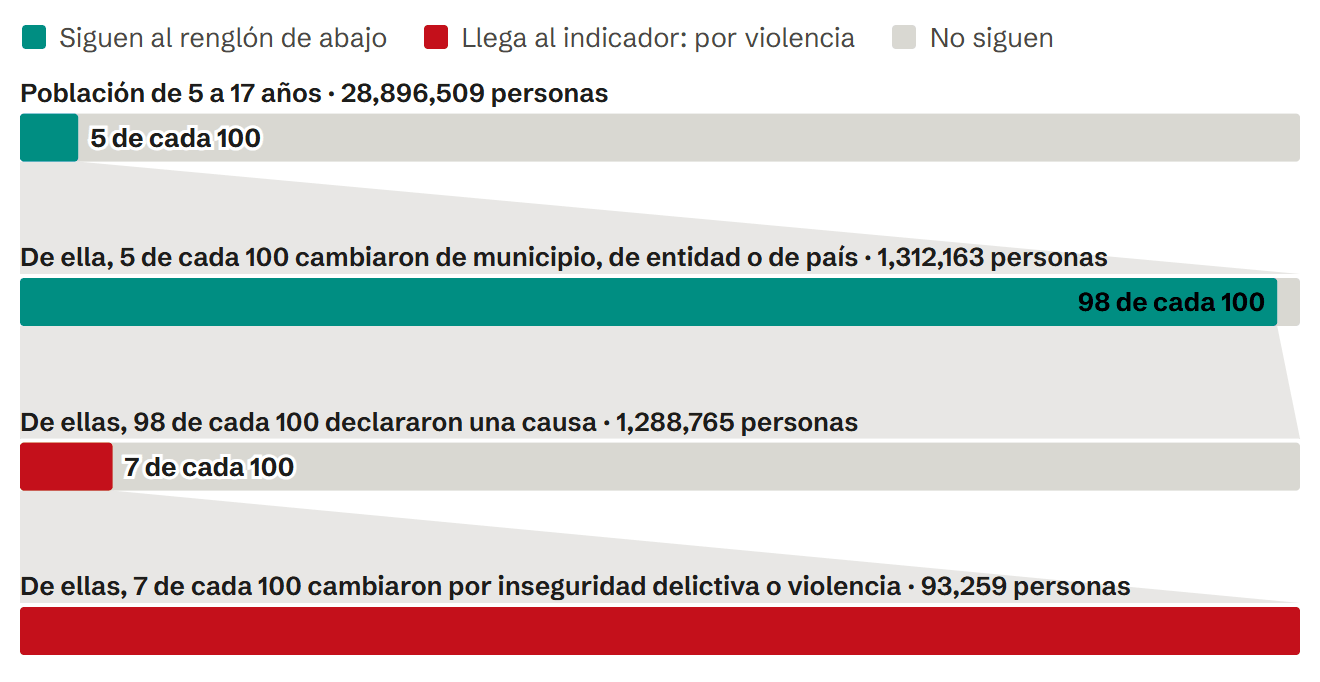 Siguen al renglón de abajo Llega al indicador: por violencia No siguen
Población de 5 a 17 años · 28,896,509 personas
5 de cada 100
De ella, 5 de cada 100 cambiaron de municipio, de entidad o de país · 1,312,163 personas
98 de cada 100
De ellas, 98 de cada 100 declararon una causa · 1,288,765 personas
7 de cada 100
De ellas, 7 de cada 100 cambiaron por inseguridad delictiva o violencia · 93,259 personas